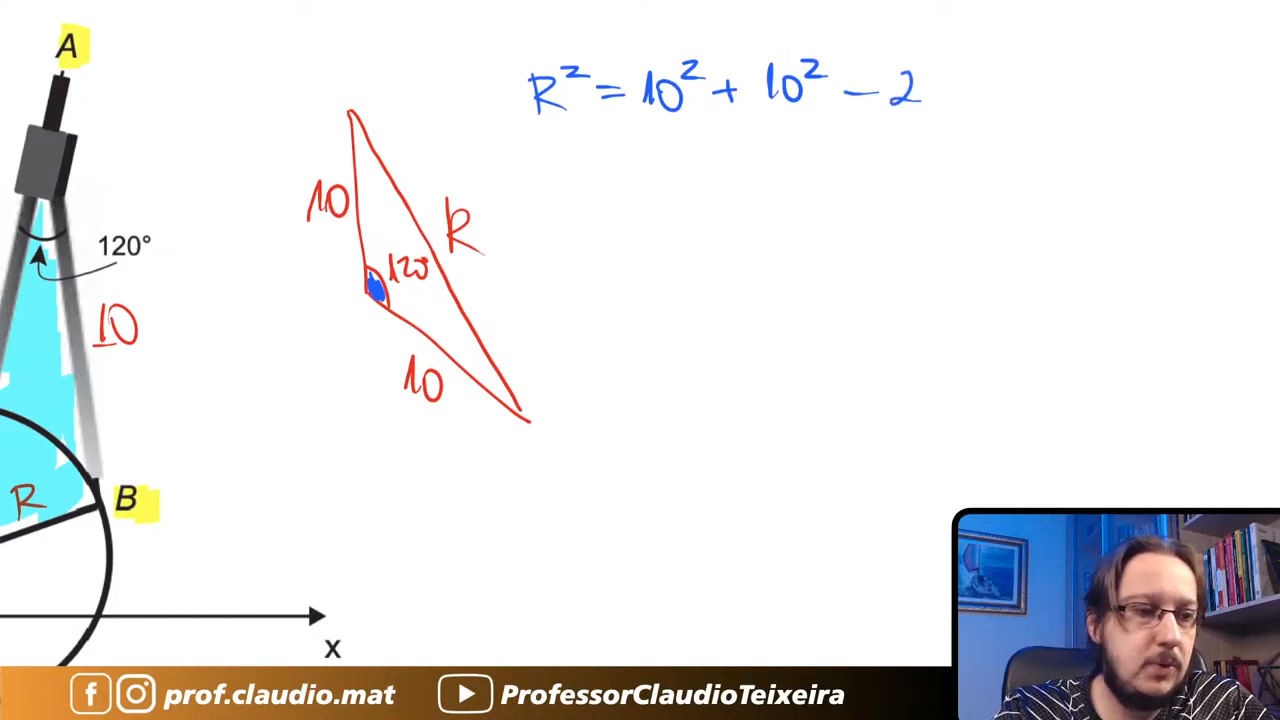 A
R² = 10² + 10² - 2
10
R
120°
120°
10
10
R
B
x
prof.claudio.mat
ProfessorClaudioTeixeira